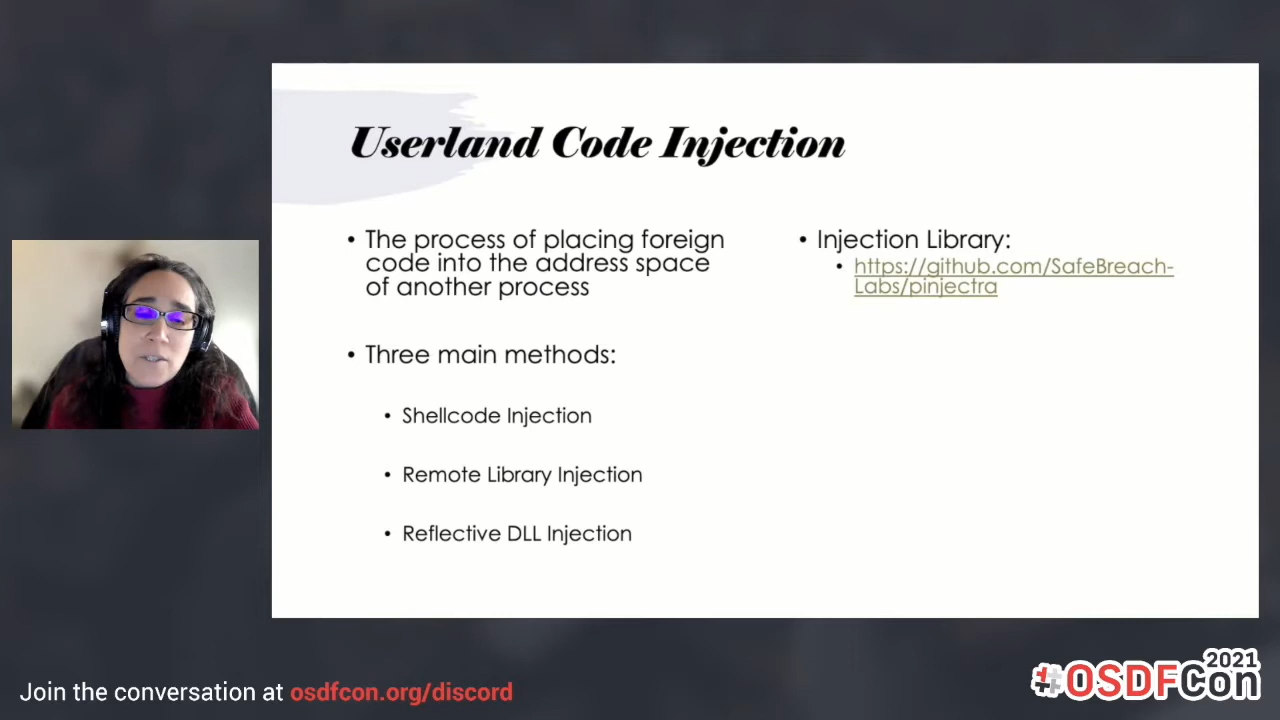 Userland Code Injection
• The process of placing foreign
code into the address space
of another process
• Three main methods:
• Shellcode Injection
• Remote Library Injection
• Reflective DLL Injection
• Injection Library:
• https://github.com/SafeBreach-
Labs/pinjectra
Join the conversation at osdfcon.org/discord
2021
#OSDFCon